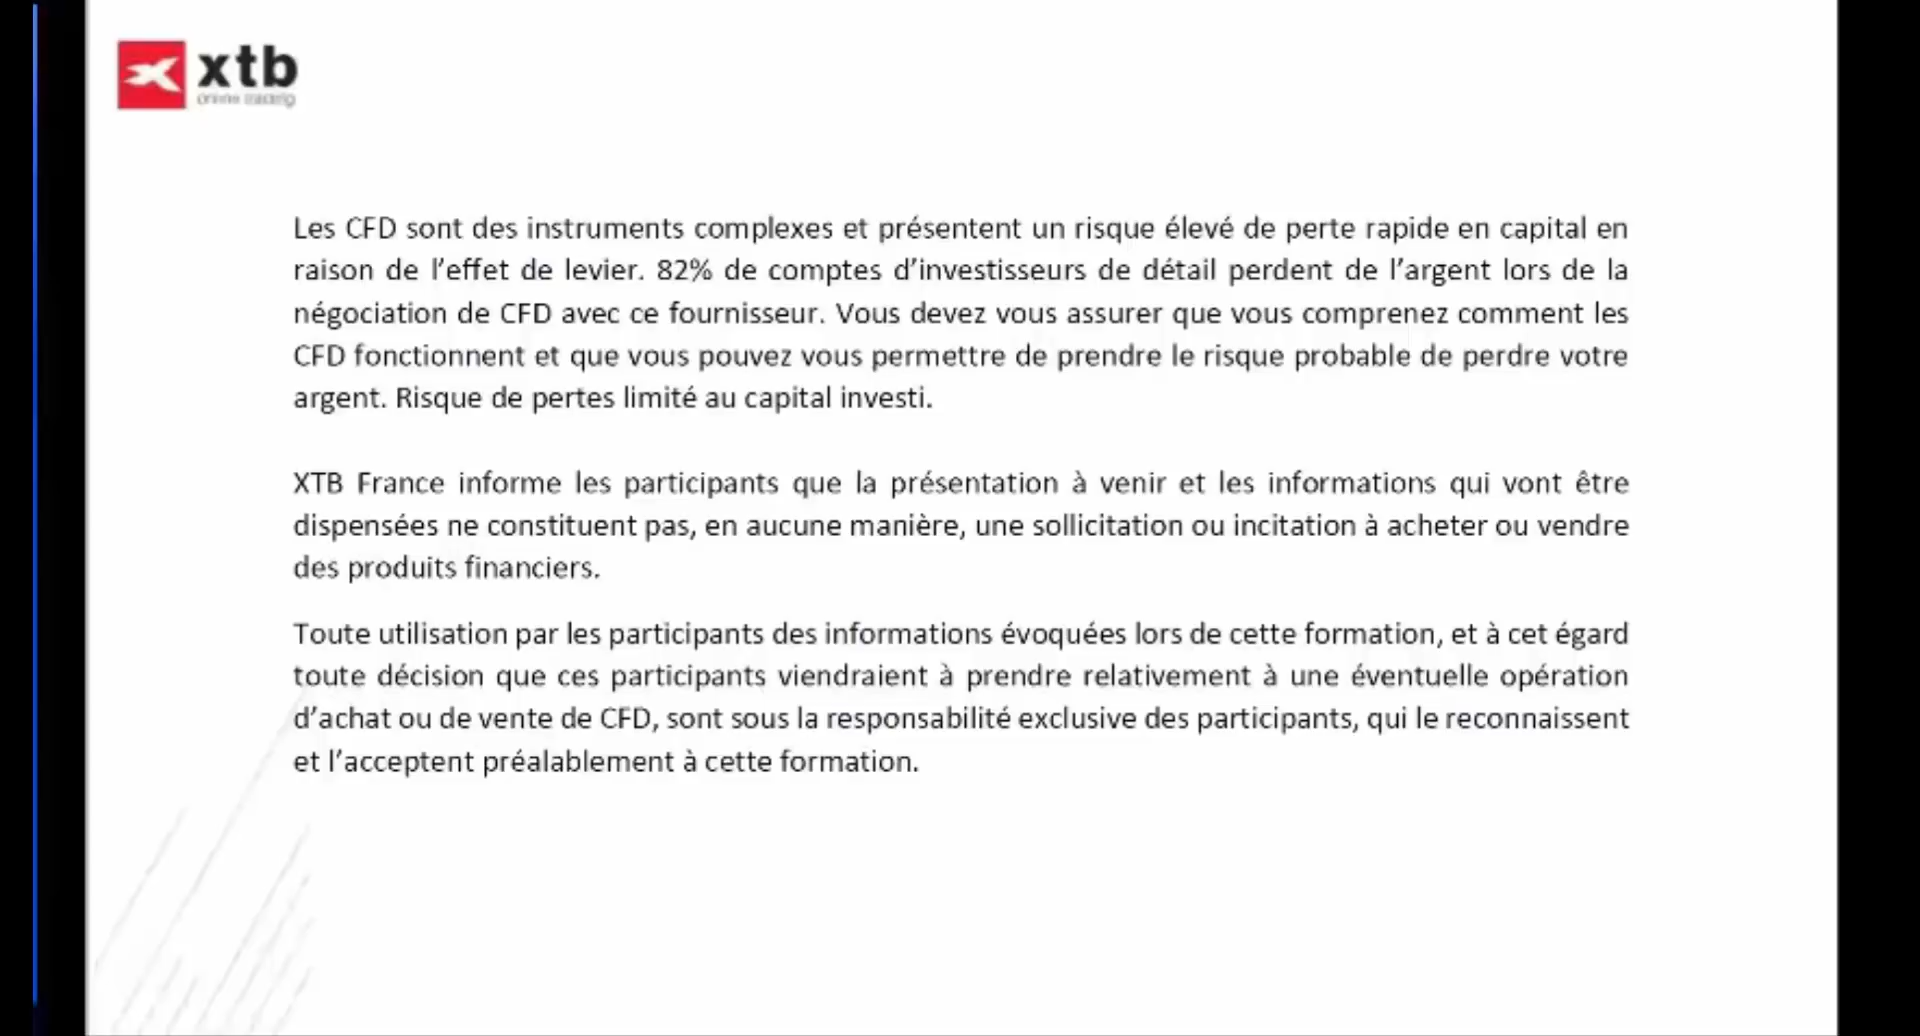 xtb
online trading
Les CFD sont des instruments complexes et présentent un risque élevé de perte rapide en capital en
raison de l’effet de levier. 82% de comptes d’investisseurs de détail perdent de l’argent lors de la
négociation de CFD avec ce fournisseur. Vous devez vous assurer que vous comprenez comment les
CFD fonctionnent et que vous pouvez vous permettre de prendre le risque probable de perdre votre
argent. Risque de pertes limité au capital investi.
XTB France informe les participants que la présentation à venir et les informations qui vont être
dispensées ne constituent pas, en aucune manière, une sollicitation ou incitation à acheter ou vendre
des produits financiers.
Toute utilisation par les participants des informations évoquées lors de cette formation, et à cet égard
toute décision que ces participants viendraient à prendre relativement à une éventuelle opération
d’achat ou de vente de CFD, sont sous la responsabilité exclusive des participants, qui le reconnaissent
et l’acceptent préalablement à cette formation.